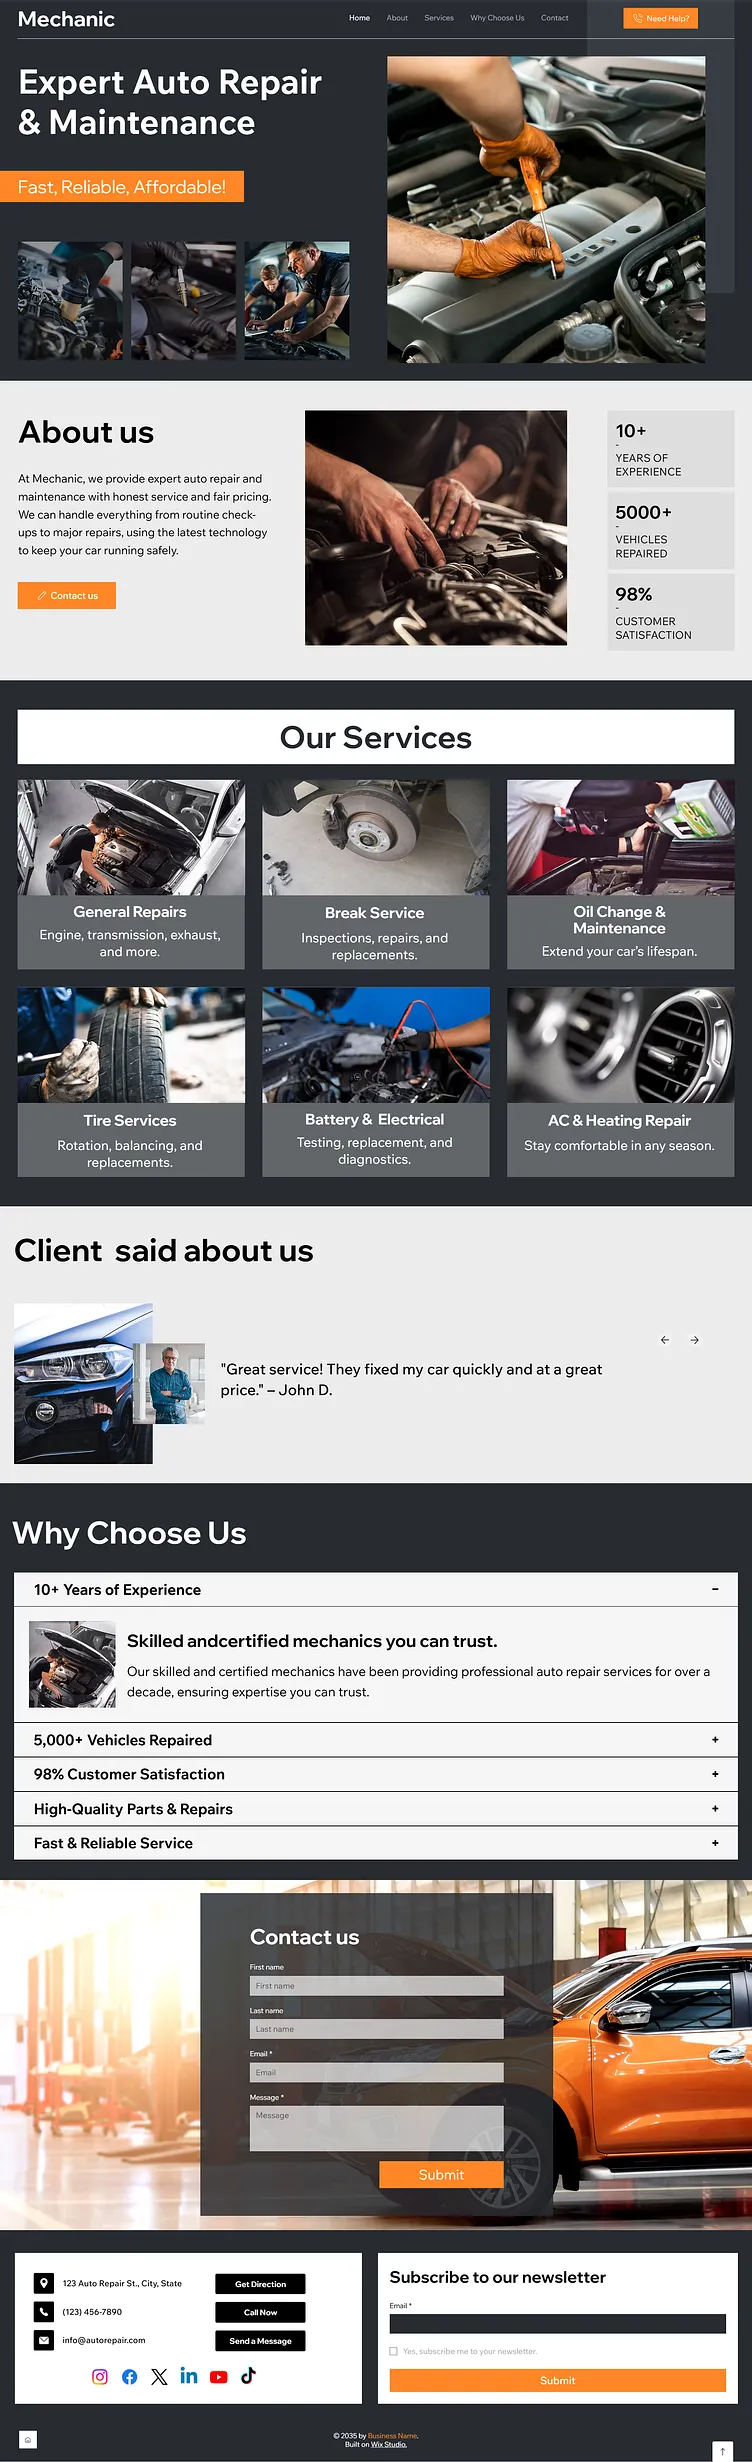 Mechanic
Home
About
Services
Why Choose Us
Contact
Need Help?
Expert Auto Repair
& Maintenance
Fast, Reliable, Affordable!
About us
At Mechanic, we provide expert auto repair and
maintenance with honest service and fair pricing.
We can handle everything from routine check-
ups to major repairs, using the latest technology
to keep your car running safely.
Contact us
10+
-
YEARS OF
EXPERIENCE
5000+
-
VEHICLES
REPAIRED
98%
-
CUSTOMER
SATISFACTION
Our Services
General Repairs
Engine, transmission, exhaust,
and more.
Break Service
Inspections, repairs, and
replacements.
Oil Change &
Maintenance
Extend your car's lifespan.
Tire Services
Rotation, balancing, and
replacements.
Battery & Electrical
Testing, replacement, and
diagnostics.
AC & Heating Repair
Stay comfortable in any season.
Client said about us
"Great service! They fixed my car quickly and at a great
price." – John D.
Why Choose Us
10+ Years of Experience
Skilled andcertified mechanics you can trust.
Our skilled and certified mechanics have been providing professional auto repair services for over a
decade, ensuring expertise you can trust.
5,000+ Vehicles Repaired
98% Customer Satisfaction
High-Quality Parts & Repairs
Fast & Reliable Service
Contact us
First name
First name
Last name
Last name
Email *
Email
Message *
Message
Submit
123 Auto Repair St., City, State
Get Direction
(123) 456-7890
Call Now
info@autorepair.com
Send a Message
Subscribe to our newsletter
Email *
Yes, subscribe me to your newsletter.
Submit
© 2035 by Business Name.
Built on Wix Studio.